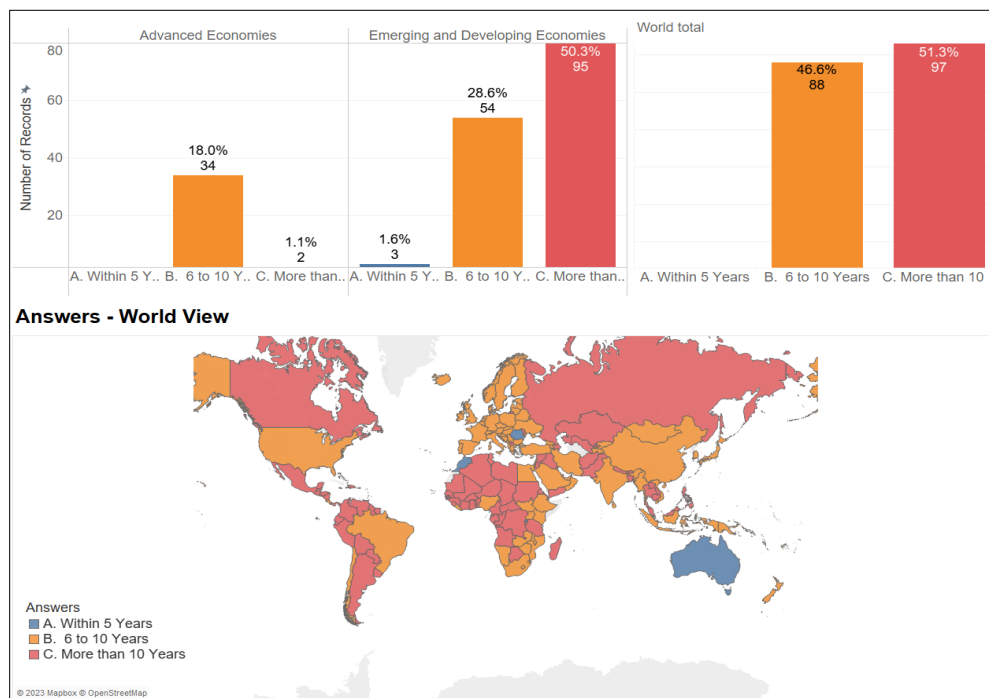 Advanced Economies
Emerging and Developing Economies
World total
Number of Records
80
60
40
20
18.0%
34
1.1%
2
1.6%
3
28.6%
54
50.3%
95
46.6%
88
51.3%
97
A. Within 5 Y..
B.  6 to 10 Y..
C. More than..
A. Within 5 Y..
B.  6 to 10 Y..
C. More than..
A. Within 5 Years
B.  6 to 10 Years
C. More than 10
Answers - World View
Answers
A. Within 5 Years
B.  6 to 10 Years
C. More than 10 Years
© 2023 Mapbox © OpenStreetMap